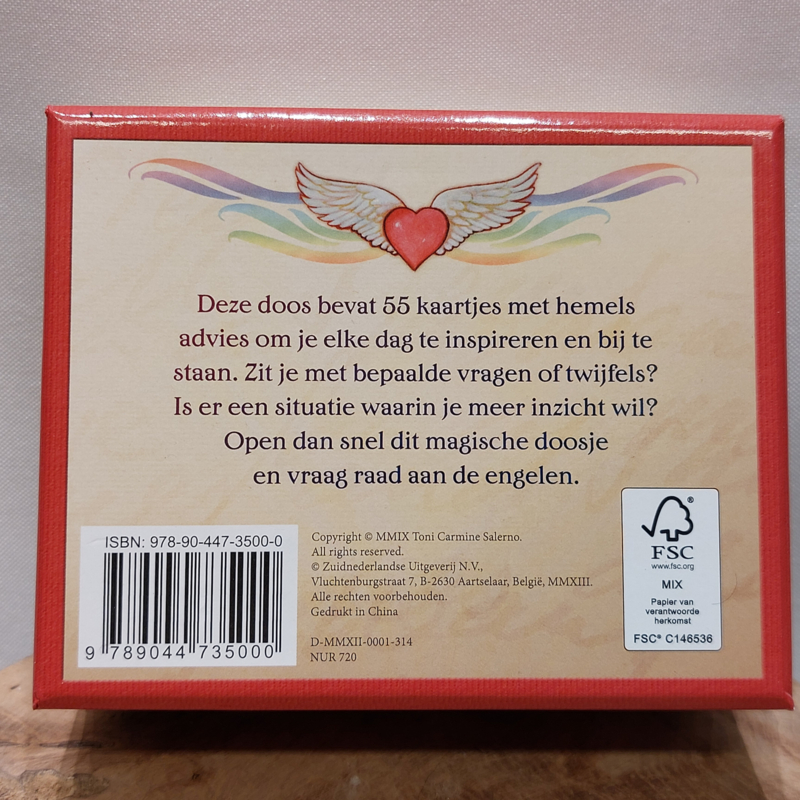 Deze doos bevat 55 kaartjes met hemels
advies om je elke dag te inspireren en bij te
staan. Zit je met bepaalde vragen of twijfels?
Is er een situatie waarin je meer inzicht wil?
Open dan snel dit magische doosje
en vraag raad aan de engelen.
ISBN: 978-90-447-3500-0
9 789044 735000
Copyright © MMIX Toni Carmine Salerno.
All rights reserved.
© Zuidnederlandse Uitgeverij N.V.,
Vluchtenburgstraat 7, B-2630 Aartselaar, België, MMXIII.
Alle rechten voorbehouden.
Gedrukt in China
D-MMXII-0001-314
NUR 720
®
FSC
www.fsc.org
MIX
Papier van
verantwoorde
herkomst
FSC® C146536